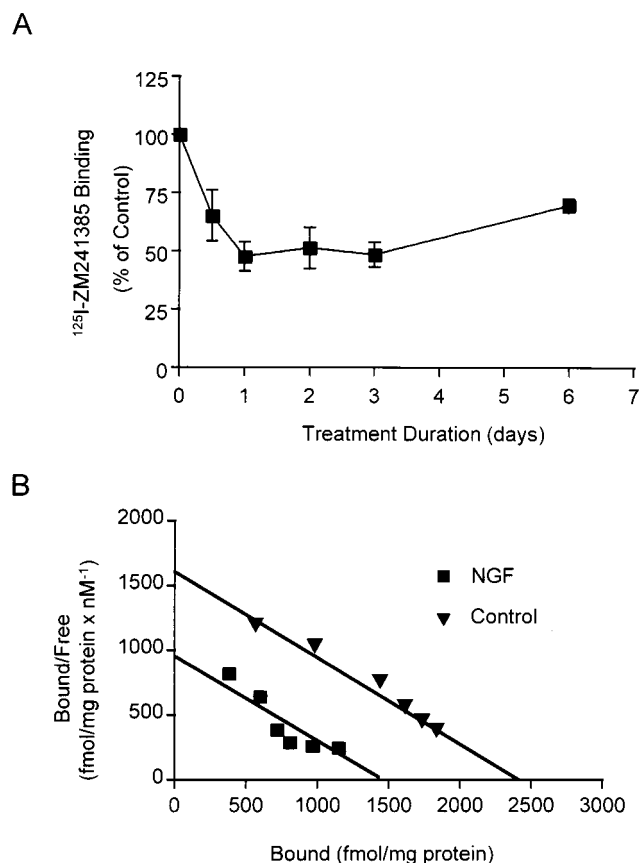 A
125
100
75
50
25
0
¹²⁵I-ZM241385 Binding
(% of Control)
0 1 2 3 4 5 6 7
Treatment Duration (days)
B
2000
1500
1000
500
0
Bound/Free
(fmol/mg protein x nM⁻¹)
NGF
Control
0 500 1000 1500 2000 2500 3000
Bound (fmol/mg protein)